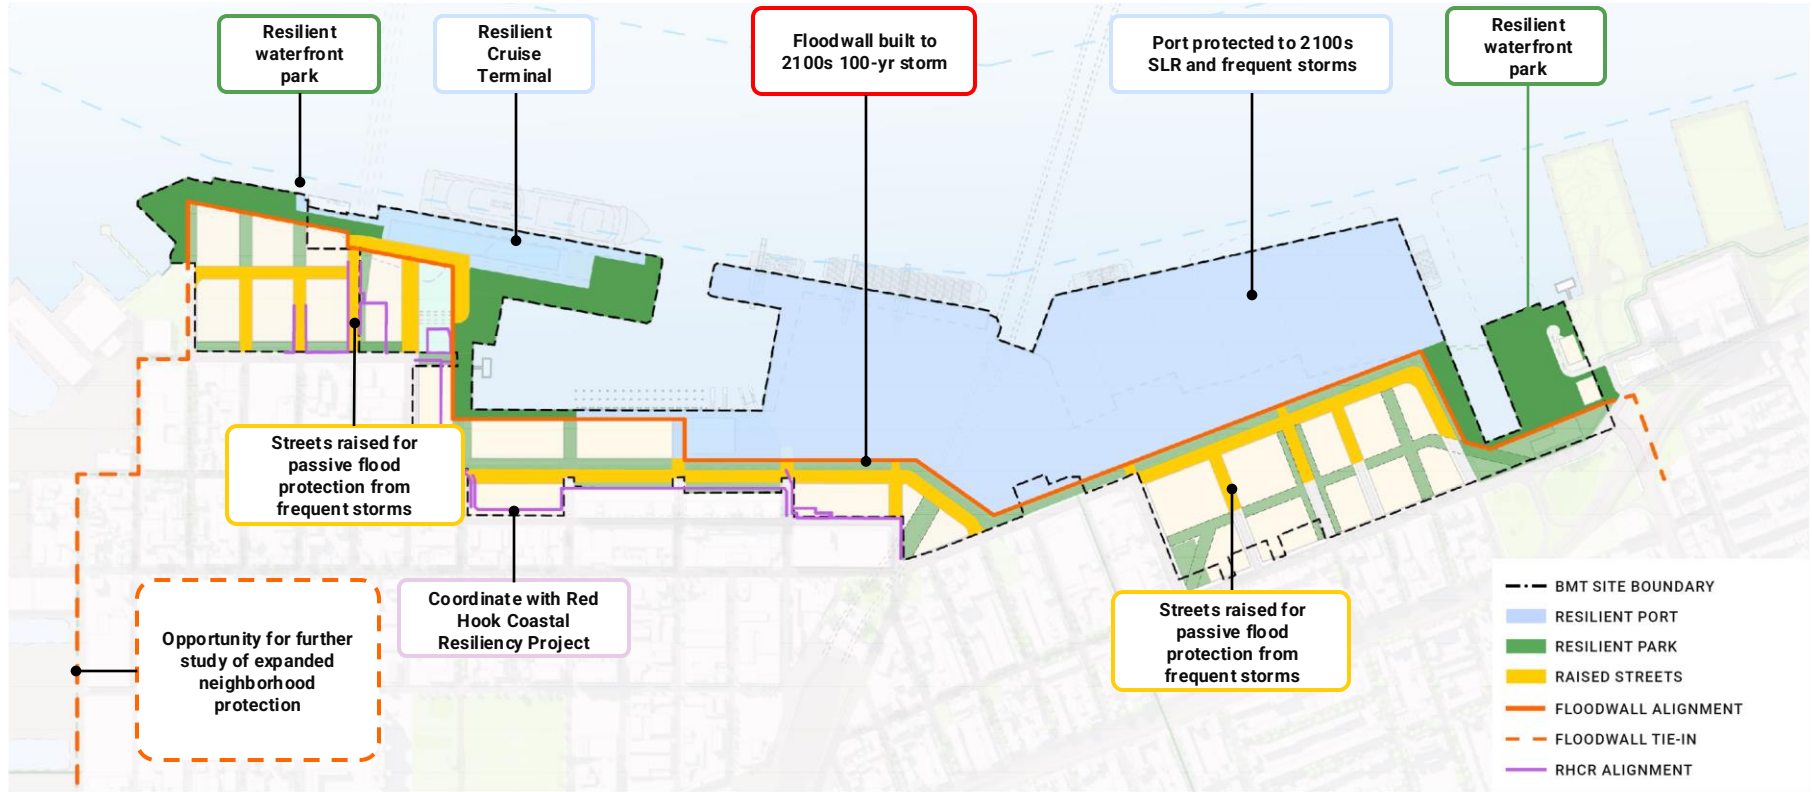 Resilient
waterfront
park
Resilient
Cruise
Terminal
Floodwall built to
2100s 100-yr storm
Port protected to 2100s
SLR and frequent storms
Resilient
waterfront
park
Streets raised for
passive flood
protection from
frequent storms
Opportunity for further
study of expanded
neighborhood
protection
Coordinate with Red
Hook Coastal
Resiliency Project
Streets raised for
passive flood
protection from
frequent storms
BMT SITE BOUNDARY
RESILIENT PORT
RESILIENT PARK
RAISED STREETS
FLOODWALL ALIGNMENT
FLOODWALL TIE-IN
RHCR ALIGNMENT